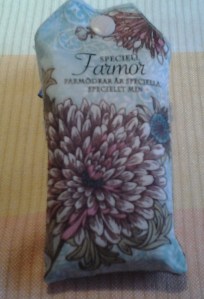 SPECIELL
Farmor
FARMÖDRAR ÄR SPECIELLA
SPECIELLT MIN